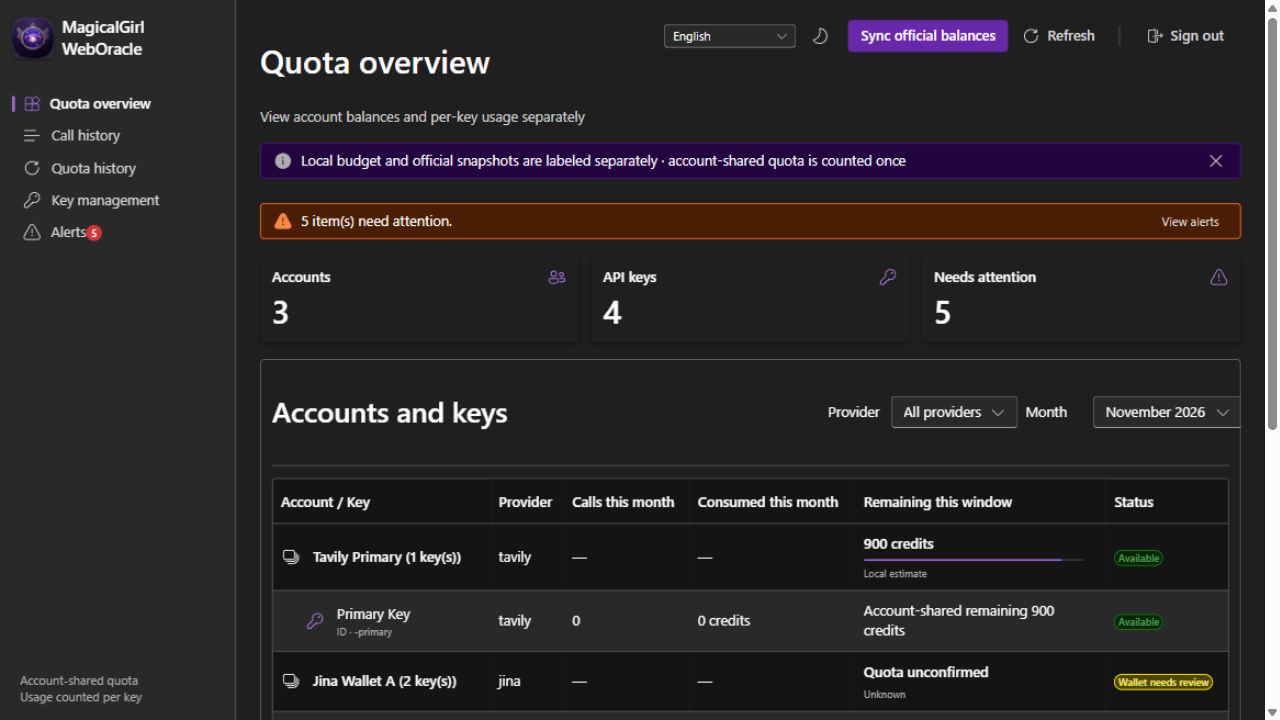 MagicalGirl
WebOracle
Quota overview
Call history
Quota history
Key management
Alerts 5
Account-shared quota
Usage counted per key
English
Sync official balances
Refresh
Sign out
Quota overview
View account balances and per-key usage separately
Local budget and official snapshots are labeled separately · account-shared quota is counted once
5 item(s) need attention.
View alerts
Accounts
3
API keys
4
Needs attention
5
Accounts and keys
Provider
All providers
Month
November 2026
Account / Key
Provider
Calls this month
Consumed this month
Remaining this window
Status
Tavily Primary (1 key(s))
tavily
—
—
900 credits
Local estimate
Available
Primary Key
ID · -primary
tavily
0
0 credits
Account-shared remaining 900
credits
Available
Jina Wallet A (2 key(s))
jina
—
—
Quota unconfirmed
Unknown
Wallet needs review